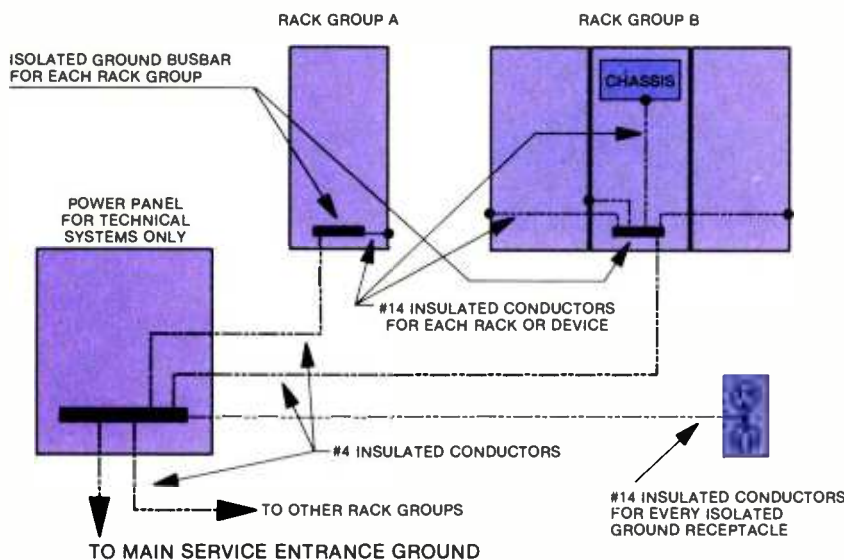 RACK GROUP A
RACK GROUP B
ISOLATED GROUND BUSBAR
FOR EACH RACK GROUP
CHASSIS
POWER PANEL
FOR TECHNICAL
SYSTEMS ONLY
#14 INSULATED CONDUCTORS
FOR EACH RACK OR DEVICE
#4 INSULATED CONDUCTORS
TO OTHER RACK GROUPS
#14 INSULATED CONDUCTORS
FOR EVERY ISOLATED
GROUND RECEPTACLE
TO MAIN SERVICE ENTRANCE GROUND